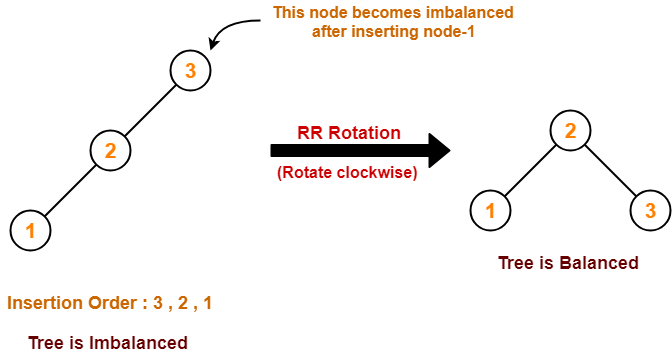 This node becomes imbalanced
after inserting node-1
3
2
1
RR Rotation
(Rotate clockwise)
2
1
3
Tree is Balanced
Insertion Order : 3 , 2 , 1
Tree is Imbalanced